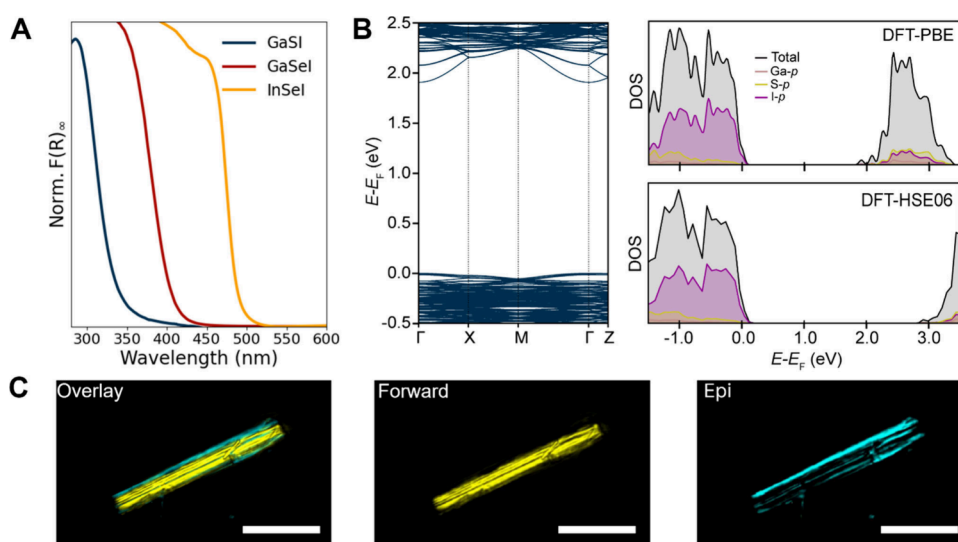 A
GaSI
GaSeI
InSeI
Norm. F(R)∞
300 350 400 450 500 550 600
Wavelength (nm)
B
2.5
2.0
1.5
1.0
0.5
0.0
-0.5
E-EF (eV)
Γ X M Γ Z
DFT-PBE
Total
Ga-p
S-p
I-p
DOS
DFT-HSE06
DOS
-1.0 0.0 1.0 2.0 3.0
E-EF (eV)
C
Overlay
Forward
Epi